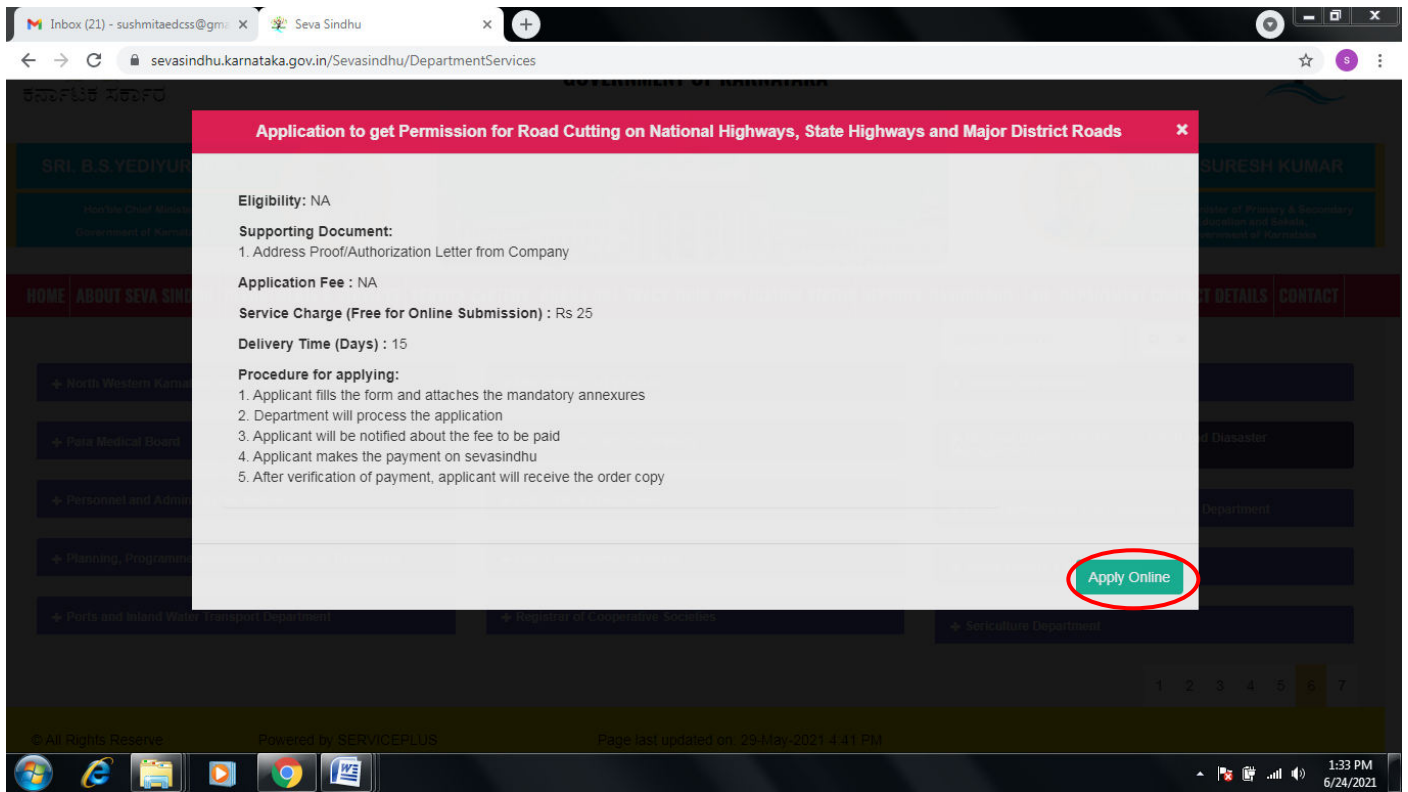 Inbox (21) - sushmitaedcss@gma
Seva Sindhu
sevasindhu.karnataka.gov.in/Sevasindhu/DepartmentServices
S
ಕರ್ನಾಟಕ ಸರ್ಕಾರ
GOVERNMENT OF KARNATAKA
Application to get Permission for Road Cutting on National Highways, State Highways and Major District Roads
SRI. B.S.YEDIYUR
SURESH KUMAR
Eligibility: NA
Supporting Document:
1. Address Proof/Authorization Letter from Company
Application Fee : NA
HOME ABOUT SEVA SIND
T DETAILS CONTACT
Service Charge (Free for Online Submission) : Rs 25
Delivery Time (Days) : 15
Procedure for applying:
1. Applicant fills the form and attaches the mandatory annexures
2. Department will process the application
3. Applicant will be notified about the fee to be paid
4. Applicant makes the payment on sevasindhu
5. After verification of payment, applicant will receive the order copy
+ North Western Karna
+ Para Medical Board
d Diasaster
+ Personnel and Admin
Department
+ Planning, Programme
Apply Online
+ Ports and Inland Water Transport Department
+ Registrar of Cooperative Societies
+ Sericulture Department
1 2 3 4 5 6 7
© All Rights Reserve
Powered by SERVICEPLUS
Page last updated on: 29-May-2021 4:41 PM
1:33 PM
6/24/2021